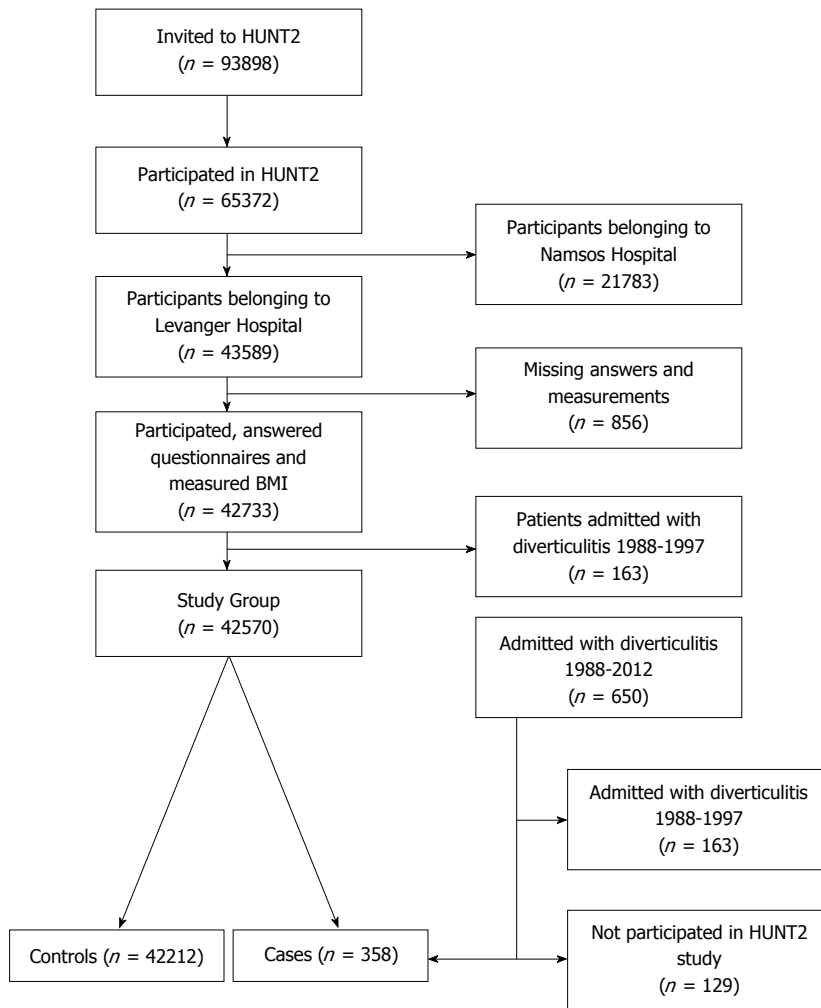 Invited to HUNT2
(n = 93898)
Participated in HUNT2
(n = 65372)
Participants belonging to
Namsos Hospital
(n = 21783)
Participants belonging to
Levanger Hospital
(n = 43589)
Missing answers and
measurements
(n = 856)
Participated, answered
questionnaires and
measured BMI
(n = 42733)
Patients admitted with
diverticulitis 1988-1997
(n = 163)
Study Group
(n = 42570)
Admitted with diverticulitis
1988-2012
(n = 650)
Admitted with diverticulitis
1988-1997
(n = 163)
Controls (n = 42212)
Cases (n = 358)
Not participated in HUNT2
study
(n = 129)